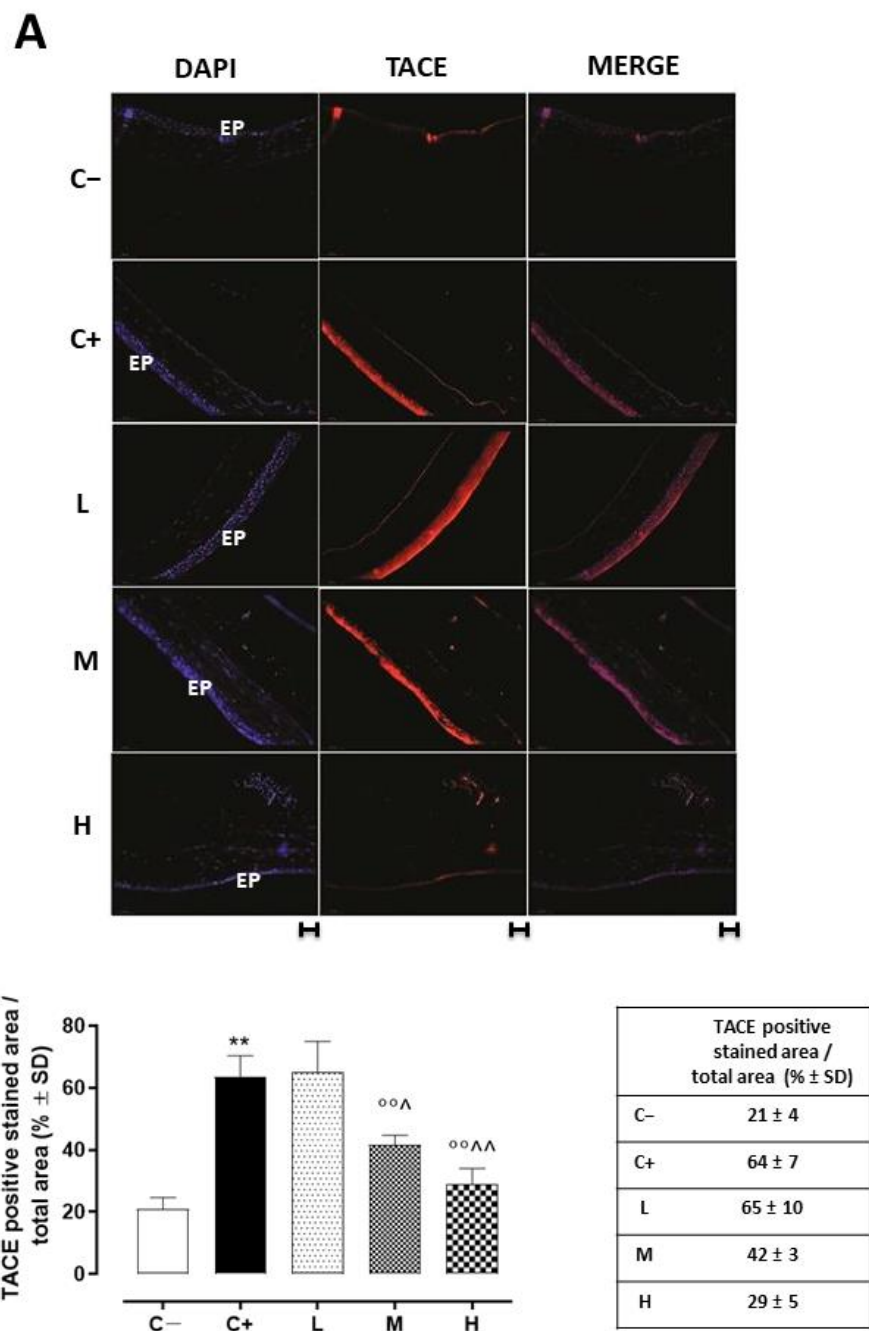 A
DAPI TACE MERGE
C− EP
C+ EP
L EP
M EP
H EP
TACE positive stained area /
total area (% ± SD)
80
60
40
20
0
**
°°^
°°^^
C− C+ L M H
TACE positive
stained area /
total area (% ± SD)
C− 21 ± 4
C+ 64 ± 7
L 65 ± 10
M 42 ± 3
H 29 ± 5